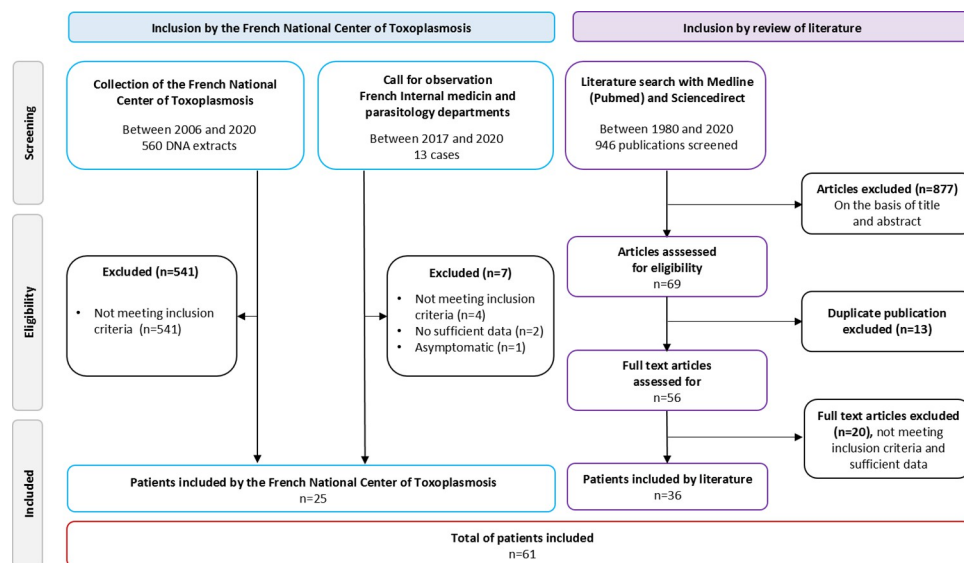 Inclusion by the French National Center of Toxoplasmosis
Inclusion by review of literature
Screening
Collection of the French National
Center of Toxoplasmosis
Between 2006 and 2020
560 DNA extracts
Call for observation
French Internal medicin and
parasitology departments
Between 2017 and 2020
13 cases
Literature search with Medline
(Pubmed) and Sciencedirect
Between 1980 and 2020
946 publications screened
Articles excluded (n=877)
On the basis of title
and abstract
Eligibility
Excluded (n=541)
• Not meeting inclusion
criteria (n=541)
Excluded (n=7)
• Not meeting inclusion
criteria (n=4)
• No sufficient data (n=2)
• Asymptomatic (n=1)
Articles asssessed
for eligibility
n=69
Duplicate publication
excluded (n=13)
Full text articles
assessed for
n=56
Full text articles excluded
(n=20), not meeting
inclusion criteria and
sufficient data
Included
Patients included by the French National Center of Toxoplasmosis
n=25
Patients included by literature
n=36
Total of patients included
n=61